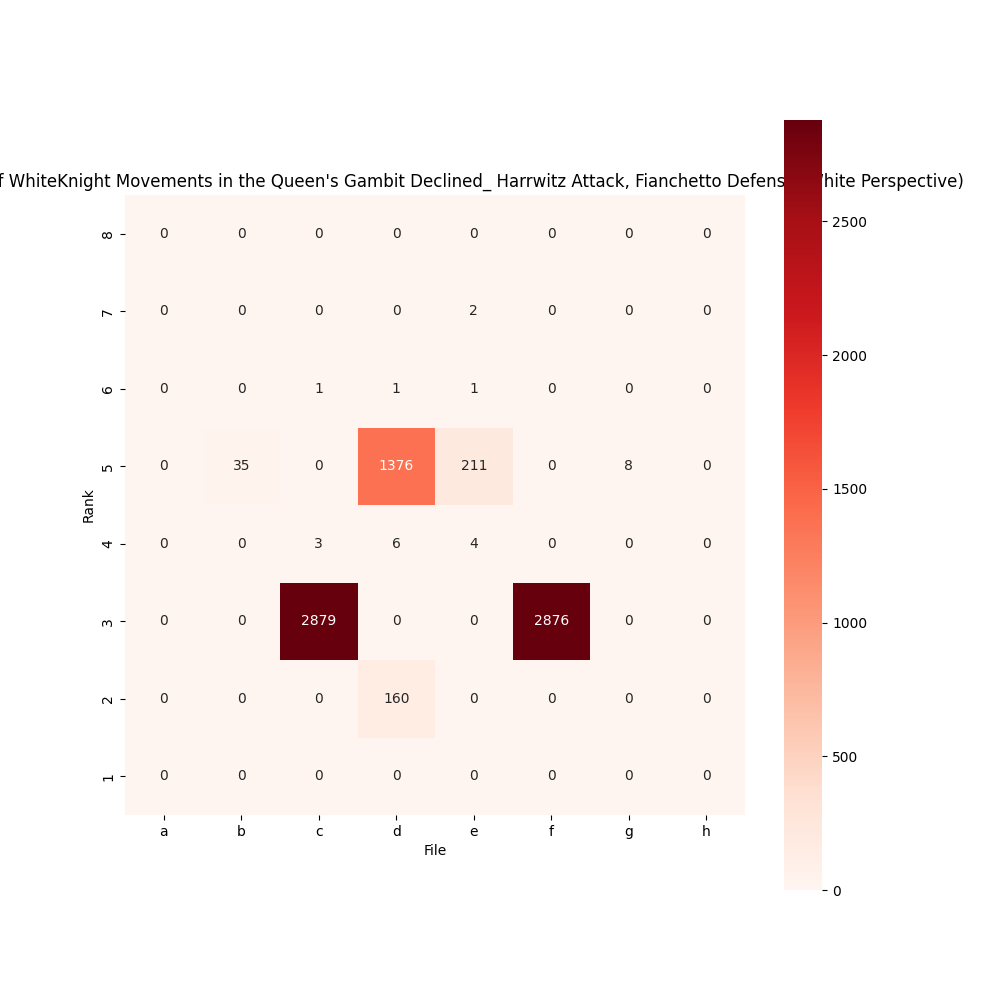 f WhiteKnight Movements in the Queen's Gambit Declined_ Harrwitz Attack, Fianchetto Defens hite Perspective)
8 0 0 0 0 0 0 0 0
7 0 0 0 0 2 0 0 0
6 0 0 1 1 1 0 0 0
5 0 35 0 1376 211 0 8 0
4 0 0 3 6 4 0 0 0
3 0 0 2879 0 0 2876 0 0
2 0 0 0 160 0 0 0 0
1 0 0 0 0 0 0 0 0
a b c d e f g h
File
Rank
2500
2000
1500
1000
500
0